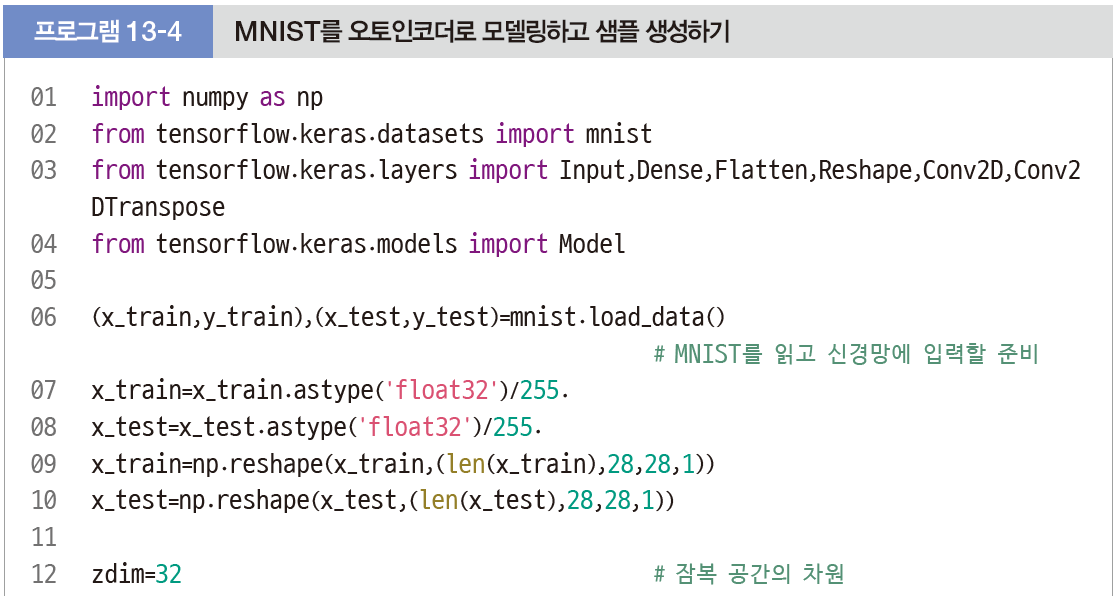 프로그램 13-4 MNIST를 오토인코더로 모델링하고 샘플 생성하기
01 import numpy as np
02 from tensorflow.keras.datasets import mnist
03 from tensorflow.keras.layers import Input,Dense,Flatten,Reshape,Conv2D,Conv2
DTranspose
04 from tensorflow.keras.models import Model
05
06 (x_train,y_train),(x_test,y_test)=mnist.load_data()
# MNIST를 읽고 신경망에 입력할 준비
07 x_train=x_train.astype('float32')/255.
08 x_test=x_test.astype('float32')/255.
09 x_train=np.reshape(x_train,(len(x_train),28,28,1))
10 x_test=np.reshape(x_test,(len(x_test),28,28,1))
11
12 zdim=32 # 잠복 공간의 차원